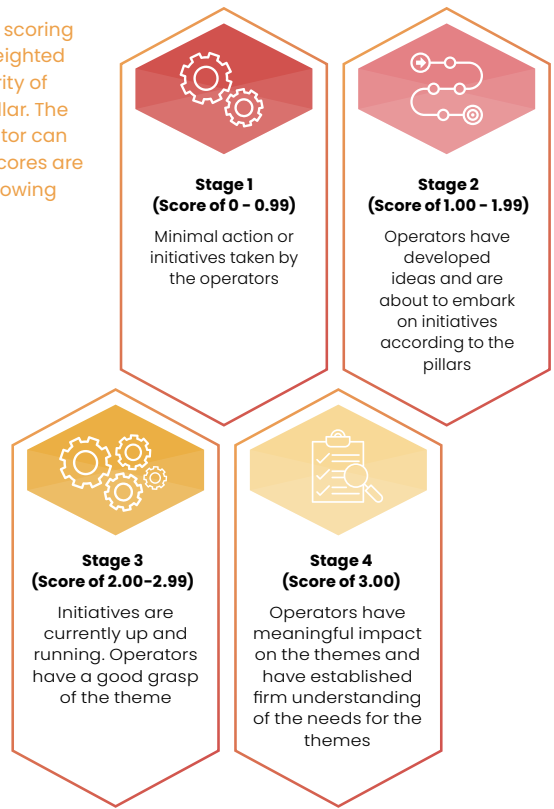 scoring
eighted
rity of
llar. The
tor can
cores are
owing
Stage 1
(Score of 0 - 0.99)
Minimal action or
initiatives taken by
the operators
Stage 2
(Score of 1.00 - 1.99)
Operators have
developed
ideas and are
about to embark
on initiatives
according to the
pillars
Stage 3
(Score of 2.00-2.99)
Initiatives are
currently up and
running. Operators
have a good grasp
of the theme
Stage 4
(Score of 3.00)
Operators have
meaningful impact
on the themes and
have established
firm understanding
of the needs for the
themes